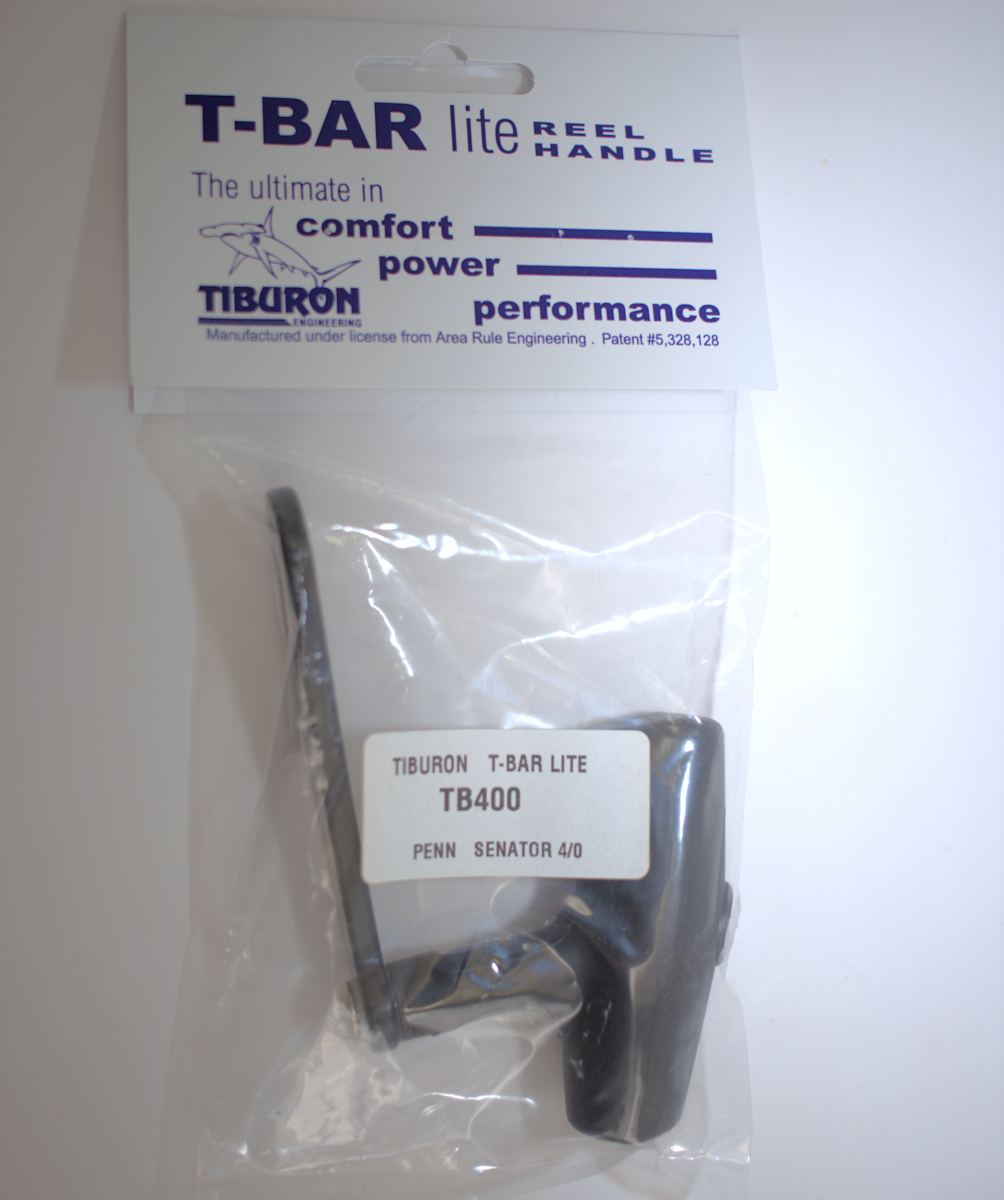 T-BAR lite REEL HANDLE
The ultimate in
comfort
power
performance
TIBURON
ENGINEERING
Manufactured under license from Area Rule Engineering . Patent #5,328,128
TIBURON T-BAR LITE
TB400
PENN SENATOR 4/0